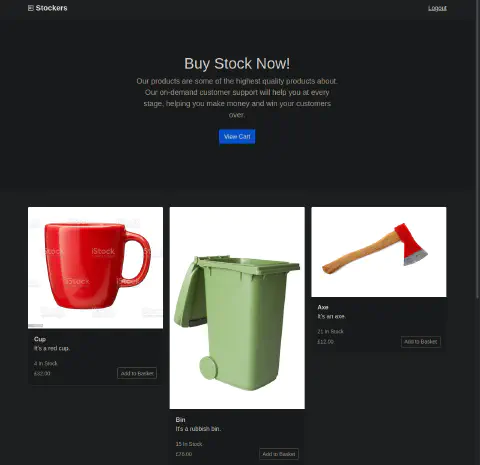 Stockers
Logout
Buy Stock Now!
Our products are some of the highest quality products about.
Our on-demand customer support will help you at every
stage, helping you make money and win your customers
over.
View Cart
iStock
iStock
iStock
Cup
It's a red cup.
4 In Stock
£32.00
Add to Basket
Bin
It's a rubbish bin.
15 In Stock
Add to Basket
Axe
It's an axe.
21 In Stock
£12.00
Add to Basket